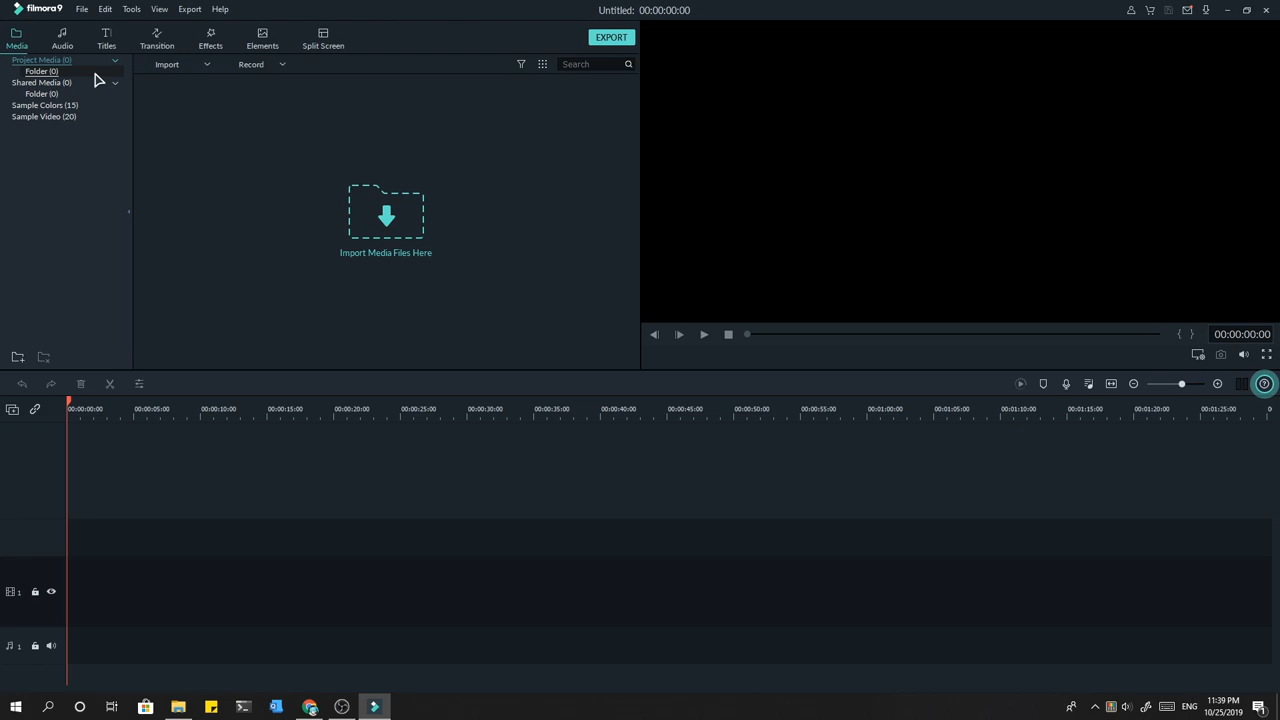 filmora9 File Edit Tools View Export Help Untitled: 00:00:00:00
Media Audio Titles Transition Effects Elements Split Screen EXPORT
Project Media (0)
Folder (0)
Shared Media (0)
Folder (0)
Sample Colors (15)
Sample Video (20)
Import Record Search
Import Media Files Here
00:00:00:00
00:00:00:00 00:00:05:00 00:00:10:00 00:00:15:00 00:00:20:00 00:00:25:00 00:00:30:00 00:00:35:00 00:00:40:00 00:00:45:00 00:00:50:00 00:00:55:00 00:01:00:00 00:01:05:00 00:01:10:00 00:01:15:00 00:01:20:00 00:01:25:00 0
1
1
ENG 11:39 PM
10/25/2019
1